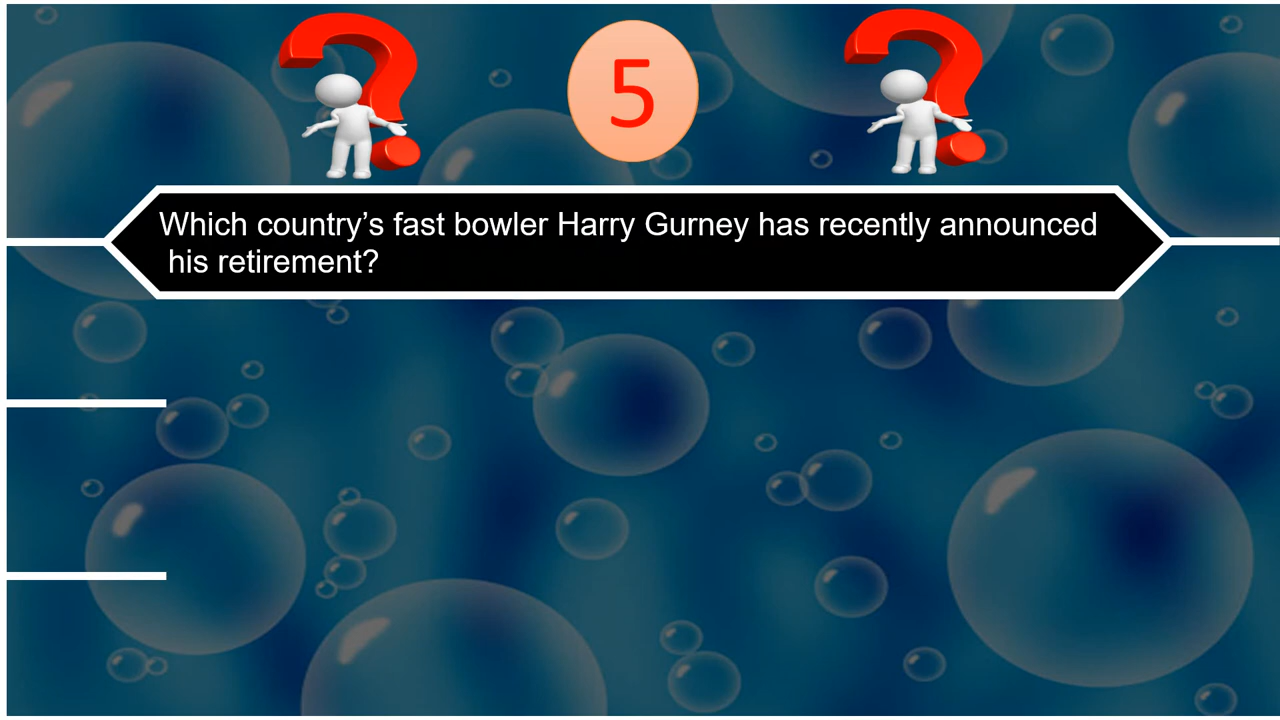 5
Which country’s fast bowler Harry Gurney has recently announced
his retirement?